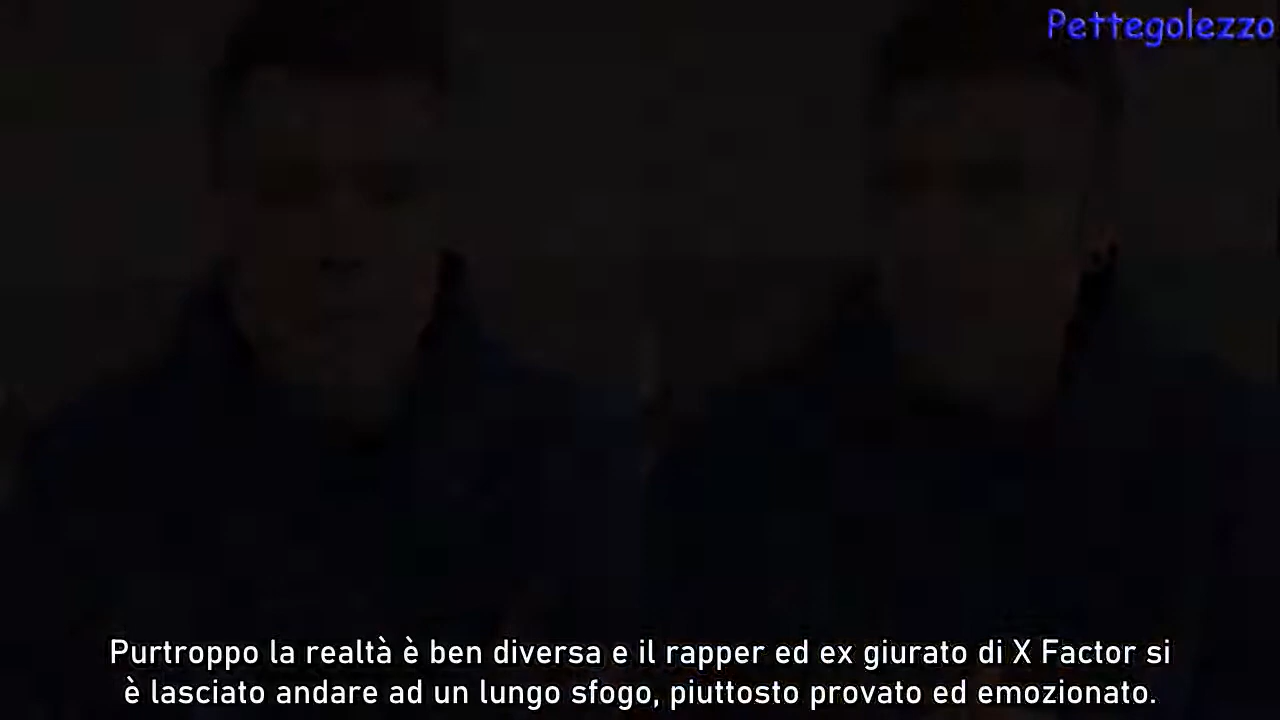 Pettegolezzo
Purtroppo la realtà è ben diversa e il rapper ed ex giurato di X Factor si
è lasciato andare ad un lungo sfogo, piuttosto provato ed emozionato.